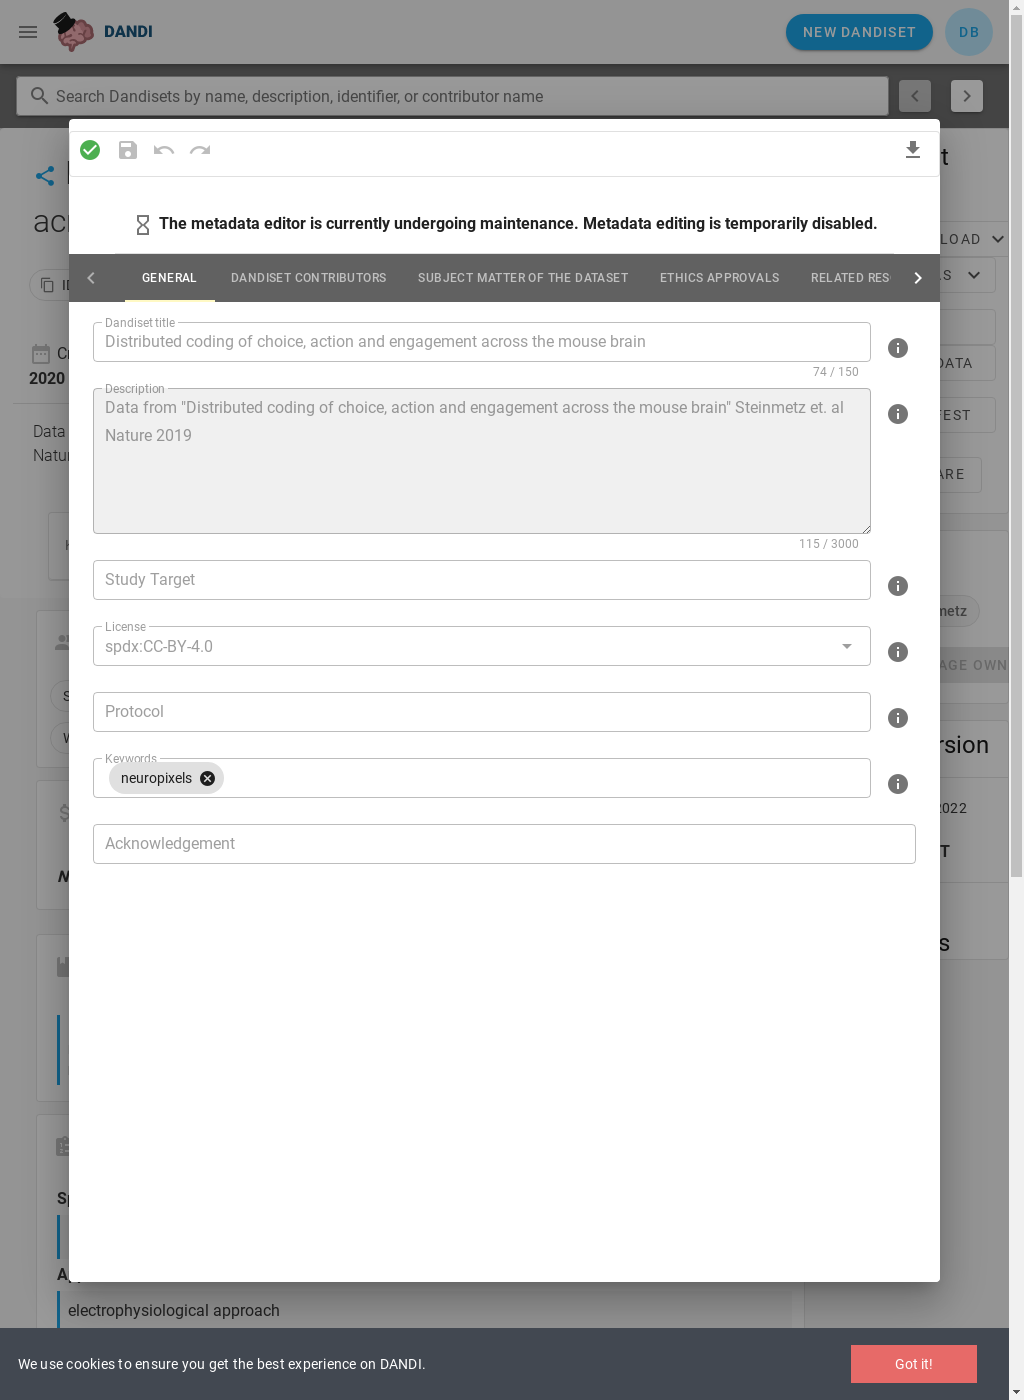 DANDI
NEW DANDISET
DB
Search Dandisets by name, description, identifier, or contributor name
The metadata editor is currently undergoing maintenance. Metadata editing is temporarily disabled.
GENERAL
DANDISET CONTRIBUTORS
SUBJECT MATTER OF THE DATASET
ETHICS APPROVALS
RELATED RESO
Dandiset title
Distributed coding of choice, action and engagement across the mouse brain
74 / 150
Description
Data from "Distributed coding of choice, action and engagement across the mouse brain" Steinmetz et. al
Nature 2019
115 / 3000
Study Target
License
spdx:CC-BY-4.0
Protocol
Keywords
neuropixels
Acknowledgement
2020
Data
electrophysiological approach
2022
We use cookies to ensure you get the best experience on DANDI.
Got it!